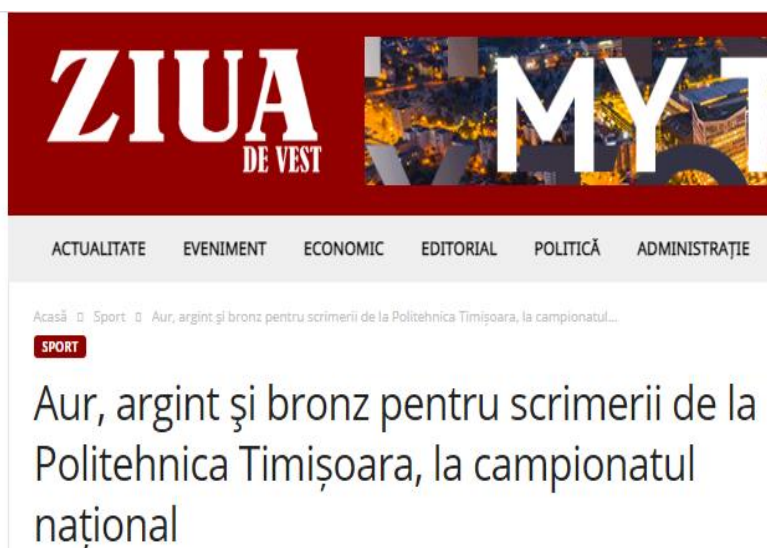 ZIUA
DE VEST
MY
ACTUALITATE EVENIMENT ECONOMIC EDITORIAL POLITICĂ ADMINISTRAȚIE
Acasă Sport Aur, argint şi bronz pentru scrimerii de la Politehnica Timișoara, la campionatul...
SPORT
Aur, argint şi bronz pentru scrimerii de la
Politehnica Timișoara, la campionatul
național